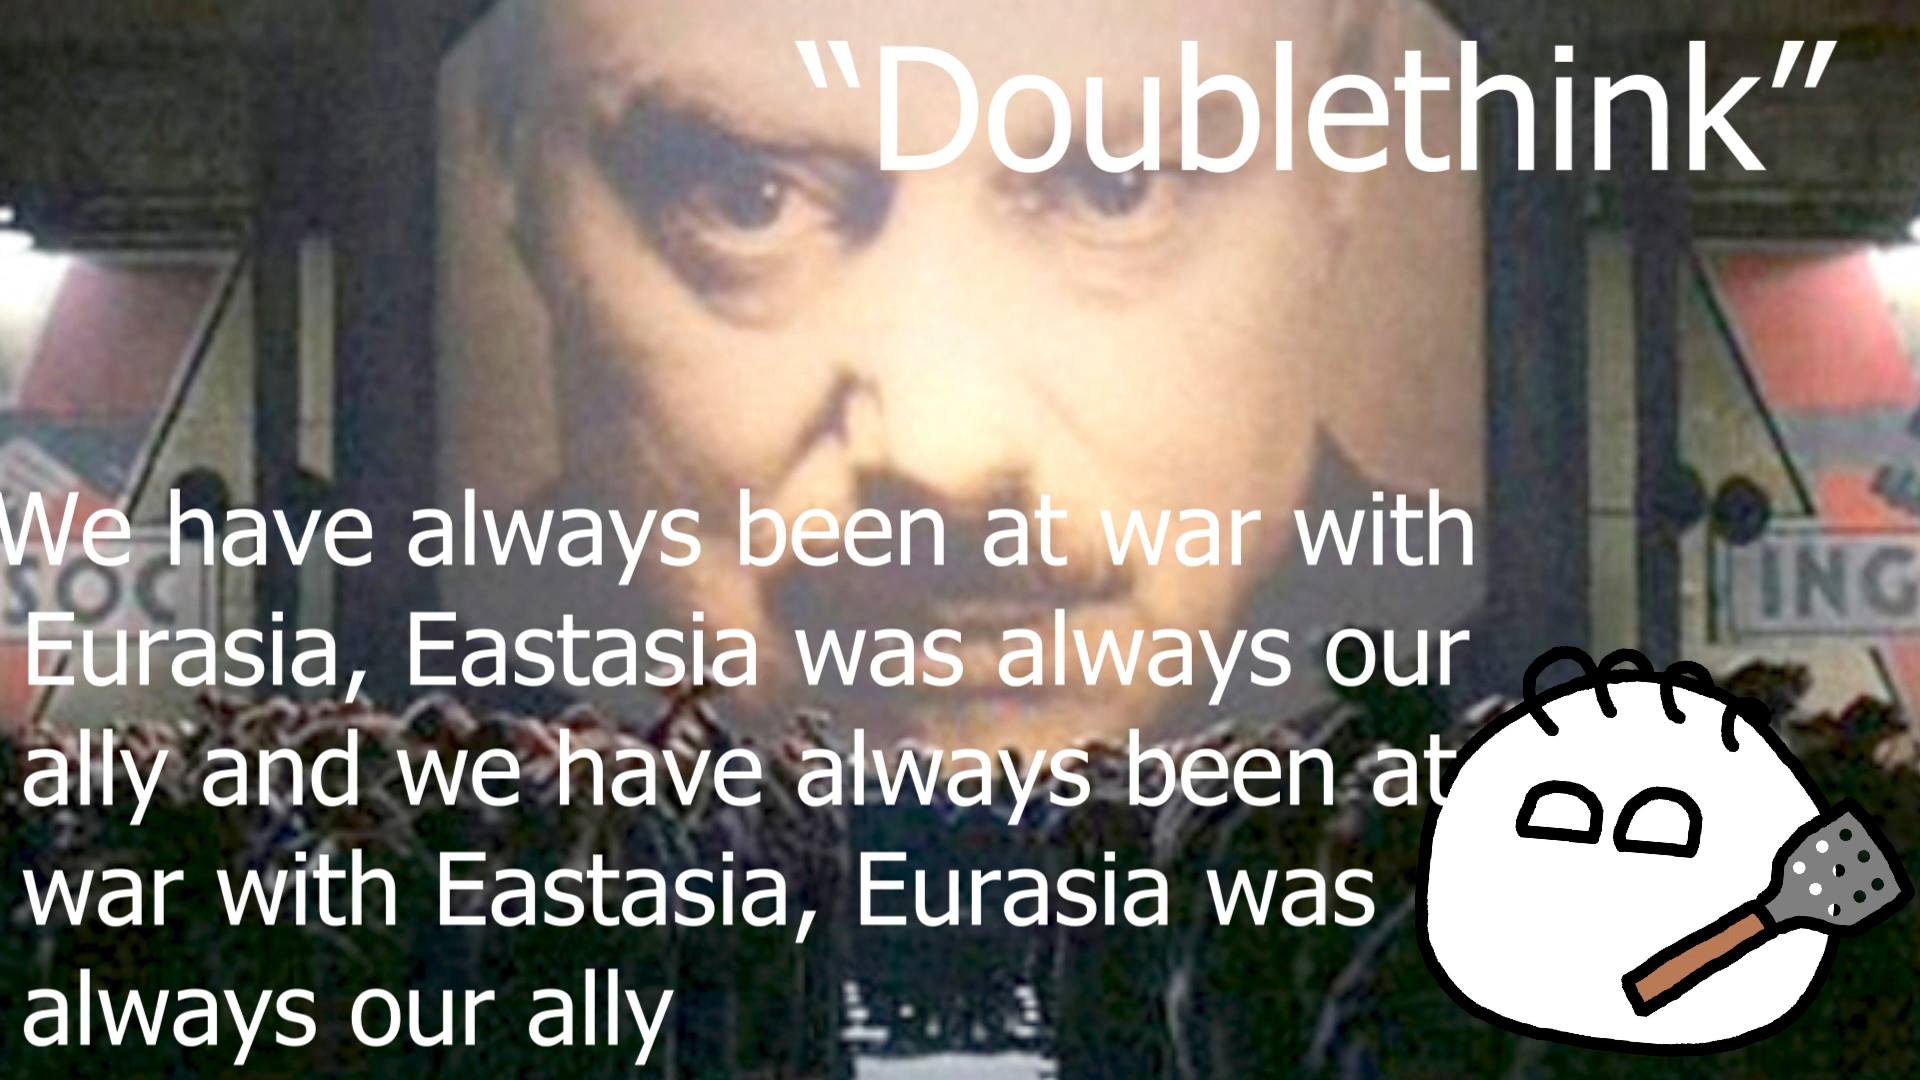 “Doublethink”
We have always been at war with
SOC
ING
Eurasia, Eastasia was always our
ally and we have always been at
war with Eastasia, Eurasia was
always our ally